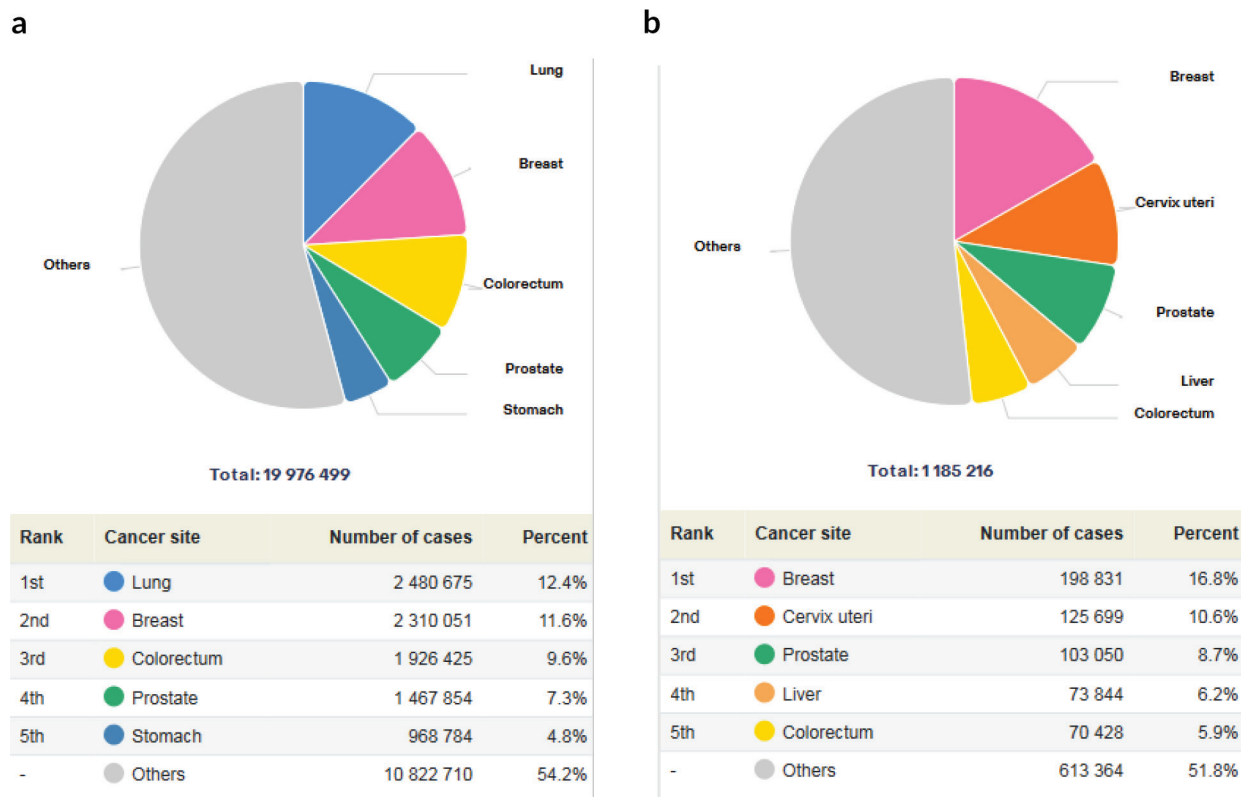 a
Lung
Breast
Colorectum
Prostate
Stomach
Others
Total: 19 976 499
Rank Cancer site Number of cases Percent
1st Lung 2 480 675 12.4%
2nd Breast 2 310 051 11.6%
3rd Colorectum 1 926 425 9.6%
4th Prostate 1 467 854 7.3%
5th Stomach 968 784 4.8%
- Others 10 822 710 54.2%
b
Breast
Cervix uteri
Prostate
Liver
Colorectum
Others
Total: 1 185 216
Rank Cancer site Number of cases Percent
1st Breast 198 831 16.8%
2nd Cervix uteri 125 699 10.6%
3rd Prostate 103 050 8.7%
4th Liver 73 844 6.2%
5th Colorectum 70 428 5.9%
- Others 613 364 51.8%